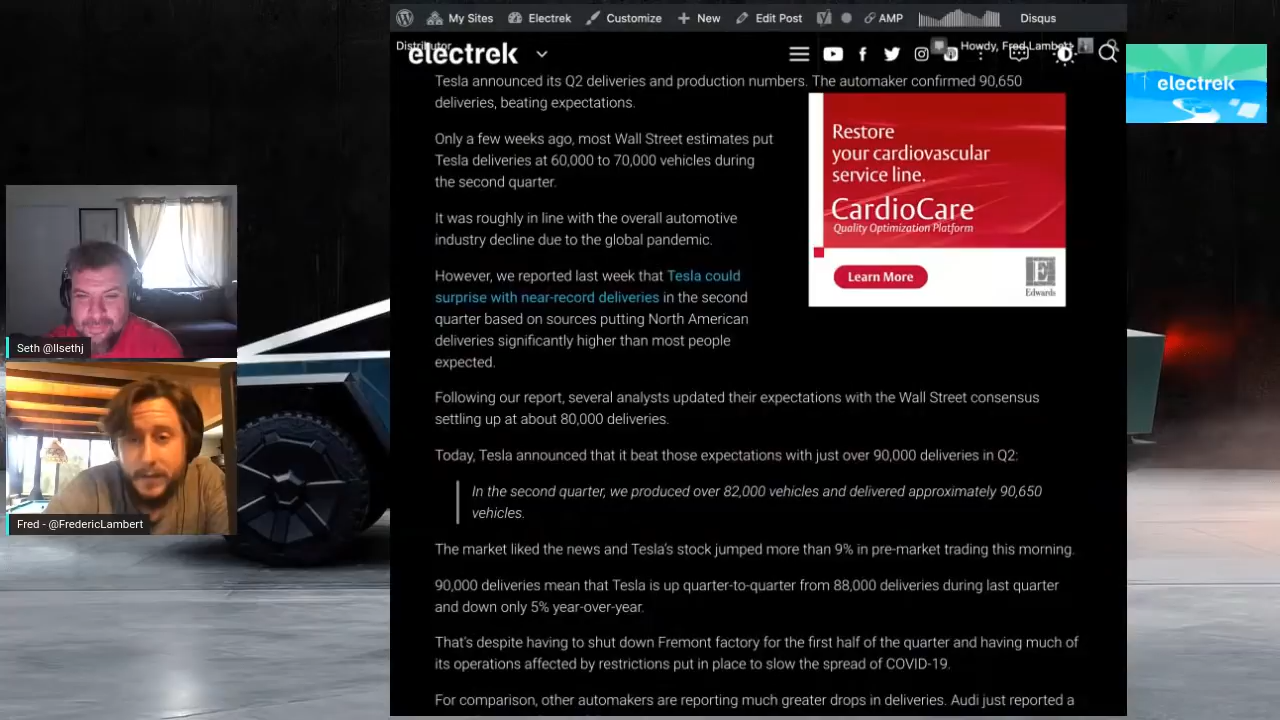 My Sites
Electrek
Customize
New
Edit Post
AMP
Disqus
Distributor
Howdy, Fred Lambert
electrek
electrek
Tesla announced its Q2 deliveries and production numbers. The automaker confirmed 90,650
deliveries, beating expectations.
Only a few weeks ago, most Wall Street estimates put
Tesla deliveries at 60,000 to 70,000 vehicles during
the second quarter.
It was roughly in line with the overall automotive
industry decline due to the global pandemic.
However, we reported last week that Tesla could
surprise with near-record deliveries in the second
quarter based on sources putting North American
deliveries significantly higher than most people
expected.
Restore
your cardiovascular
service line.
CardioCare
Quality Optimization Platform
Learn More
E
Edwards
Following our report, several analysts updated their expectations with the Wall Street consensus
settling up at about 80,000 deliveries.
Today, Tesla announced that it beat those expectations with just over 90,000 deliveries in Q2:
In the second quarter, we produced over 82,000 vehicles and delivered approximately 90,650
vehicles.
The market liked the news and Tesla's stock jumped more than 9% in pre-market trading this morning.
90,000 deliveries mean that Tesla is up quarter-to-quarter from 88,000 deliveries during last quarter
and down only 5% year-over-year.
That's despite having to shut down Fremont factory for the first half of the quarter and having much of
its operations affected by restrictions put in place to slow the spread of COVID-19.
For comparison, other automakers are reporting much greater drops in deliveries. Audi just reported a
Seth @llsethj
Fred - @FredericLambert